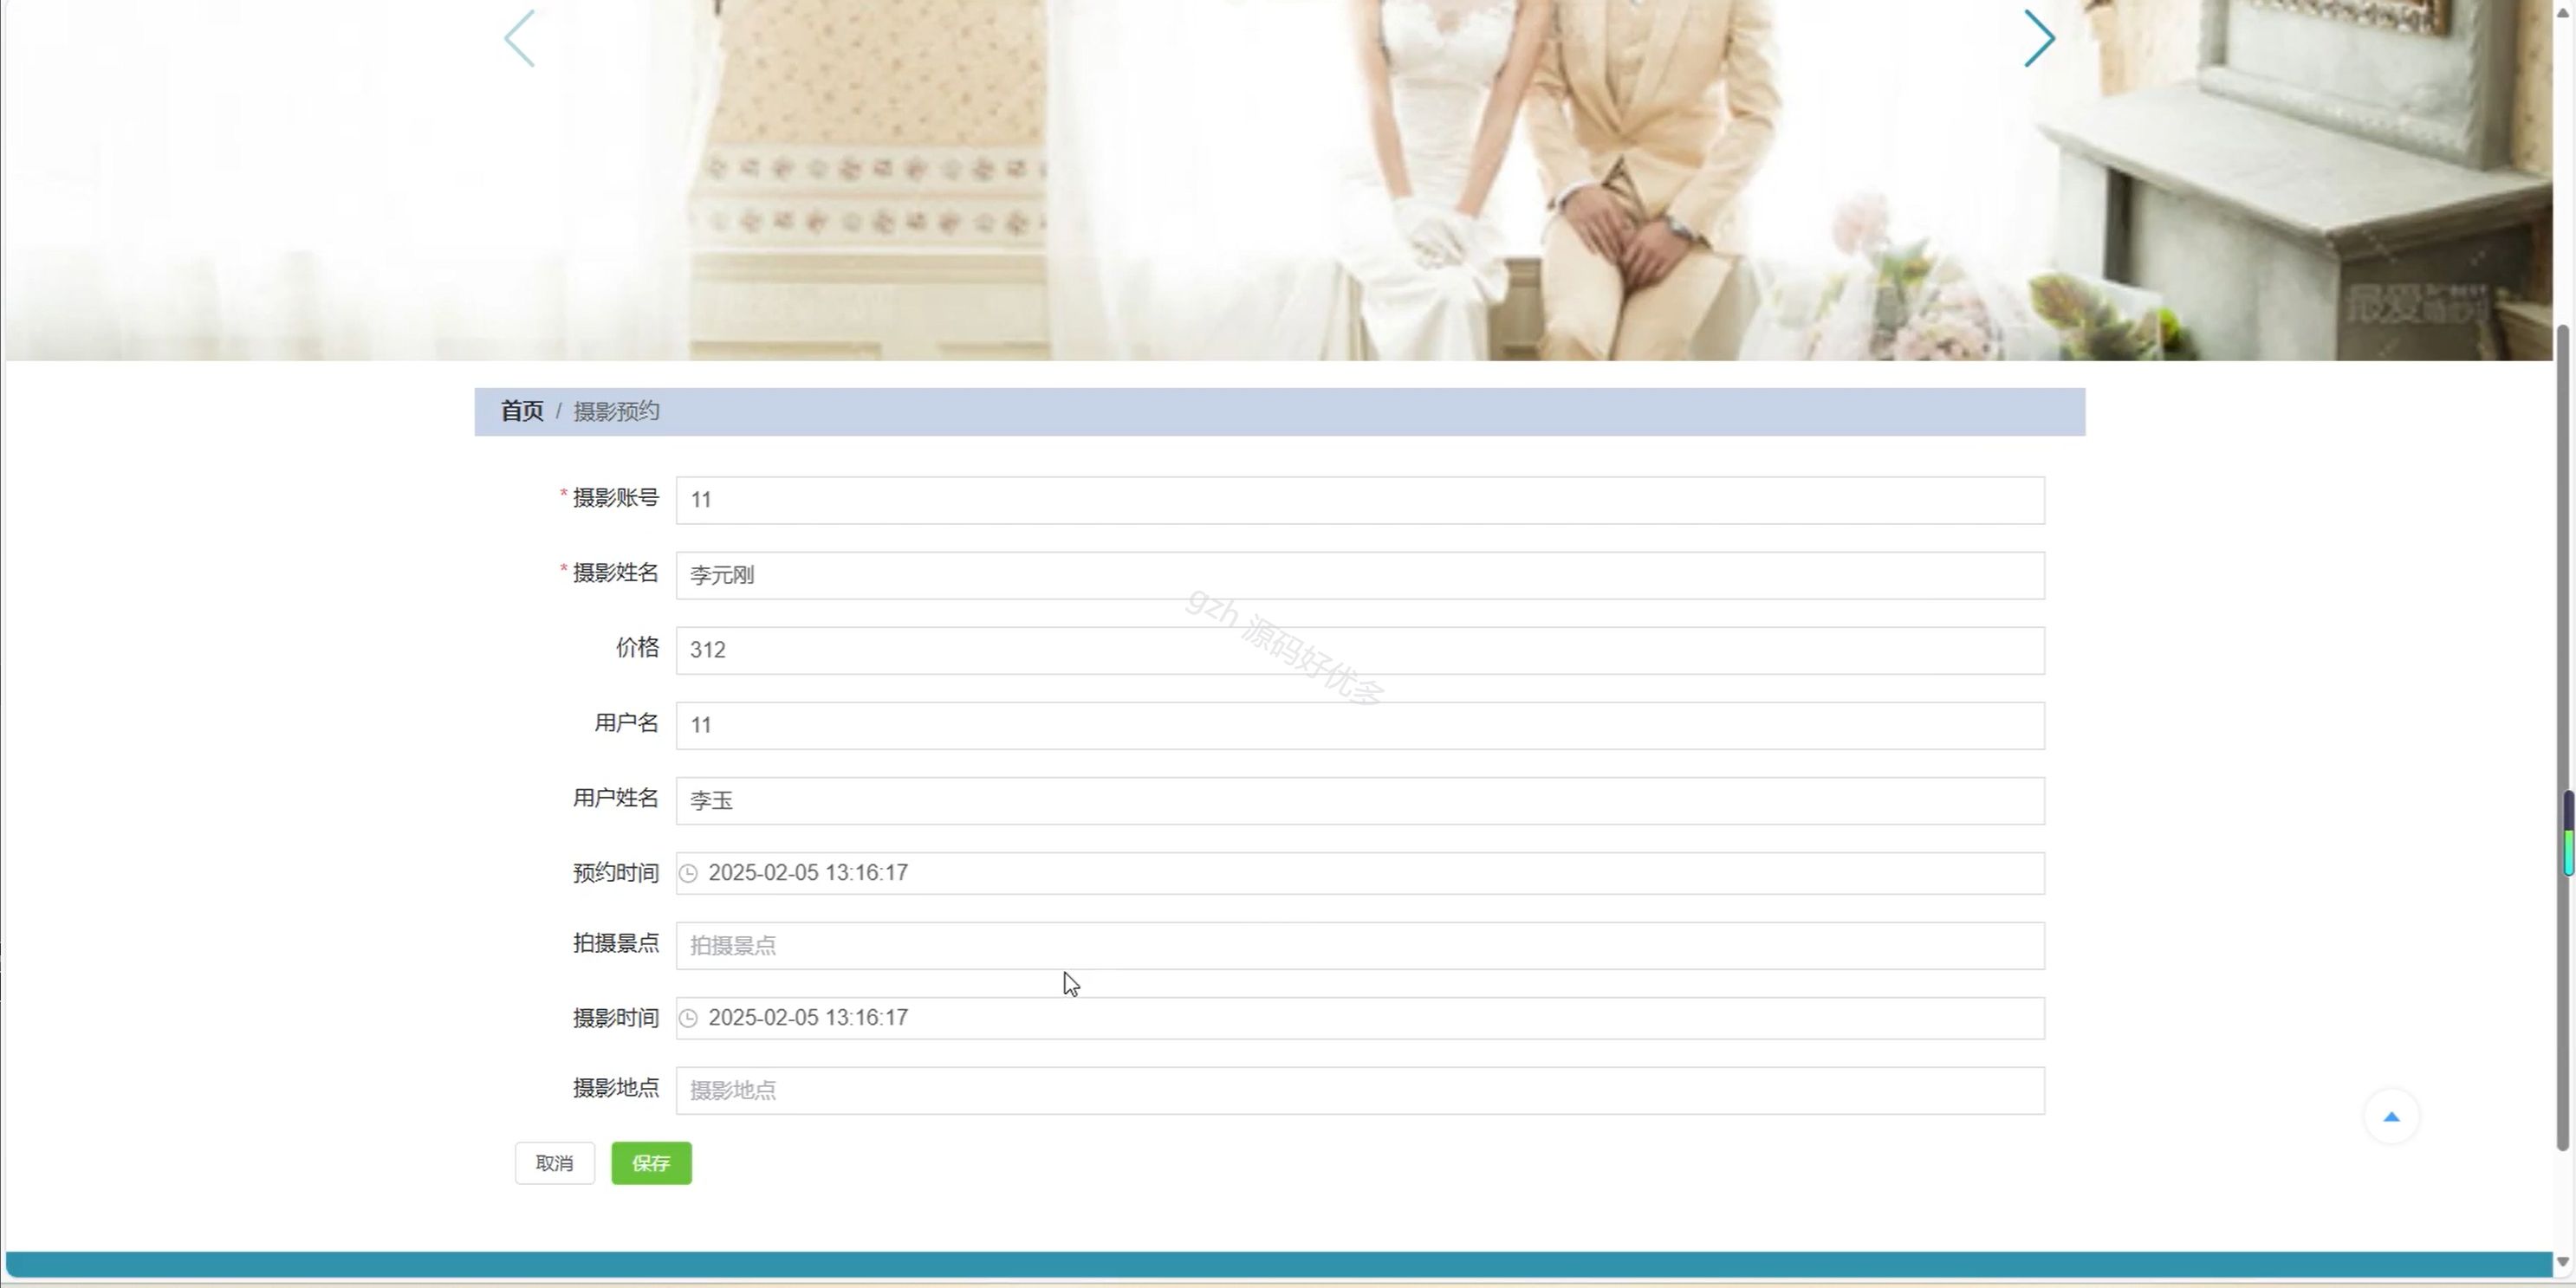 最爱婚纱
首页 / 摄影预约
* 摄影账号 11
* 摄影姓名 李元刚
gzh 源码好优多
价格 312
用户名 11
用户姓名 李玉
预约时间 2025-02-05 13:16:17
拍摄景点 拍摄景点
摄影时间 2025-02-05 13:16:17
摄影地点 摄影地点
取消 保存